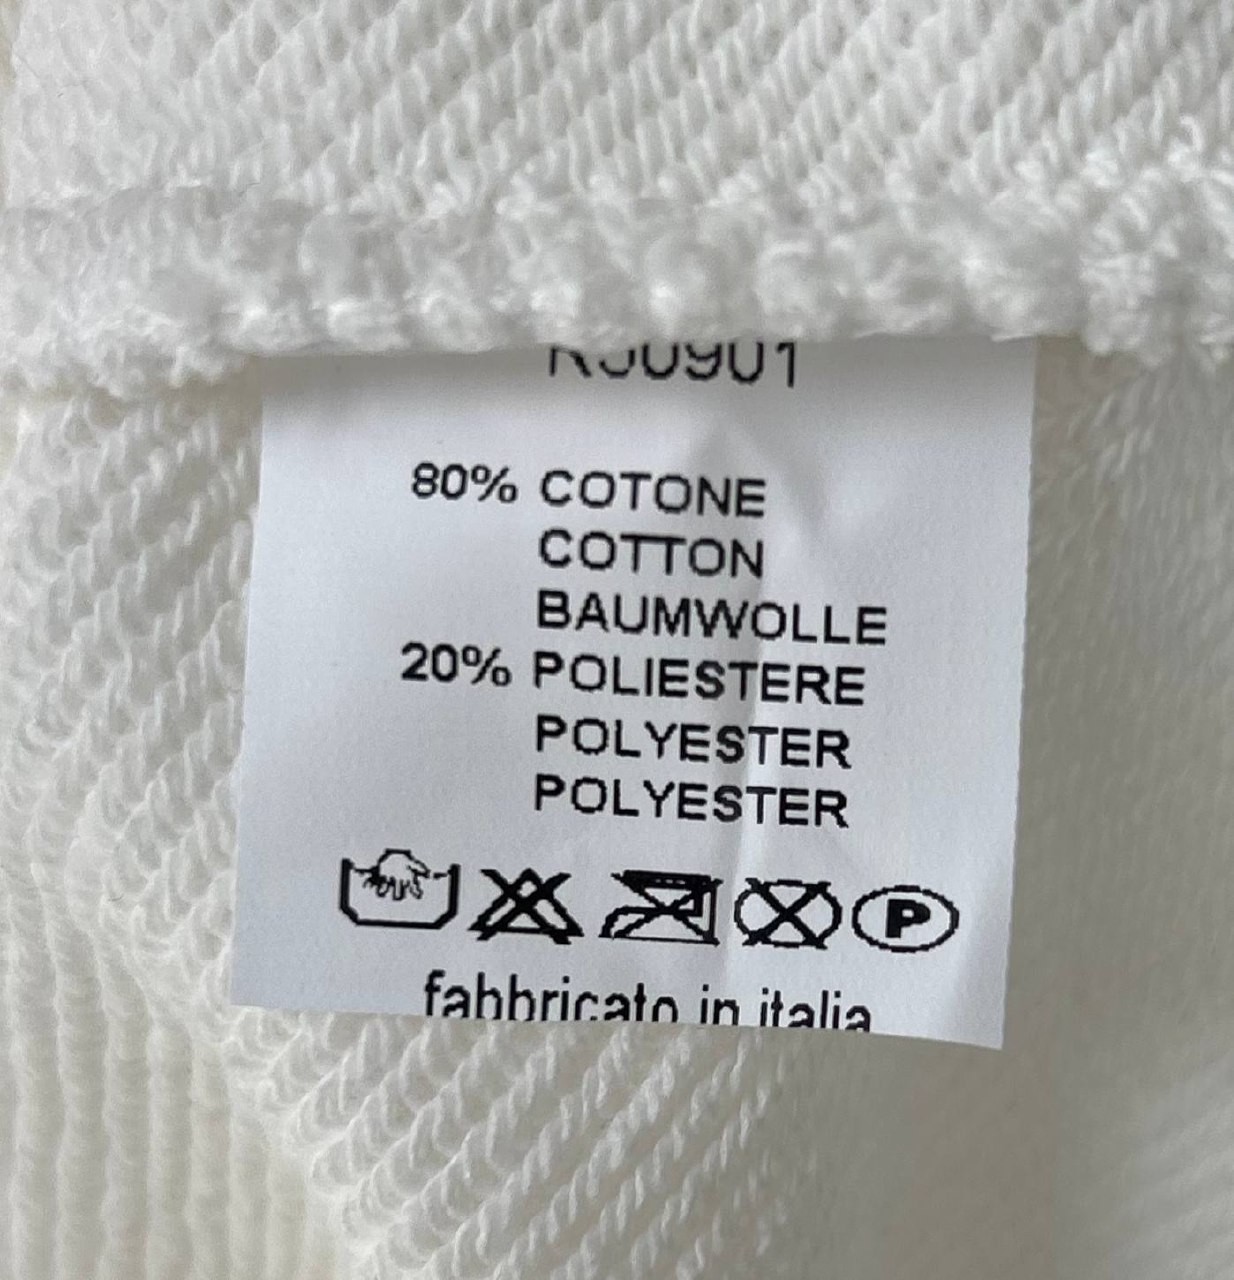 80% COTONE
COTTON
BAUMWOLLE
20% POLIESTERE
POLYESTER
POLYESTER
P
fabbricato in italia